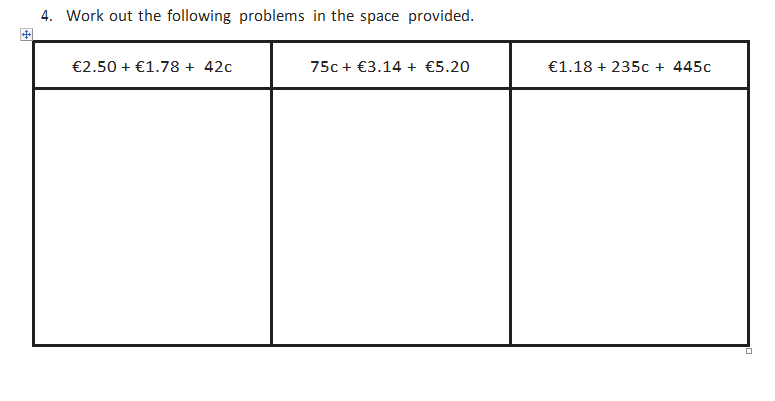 4. Work out the following problems in the space provided.
€2.50 + €1.78 + 42c
75c + €3.14 + €5.20
€1.18 + 235c + 445c